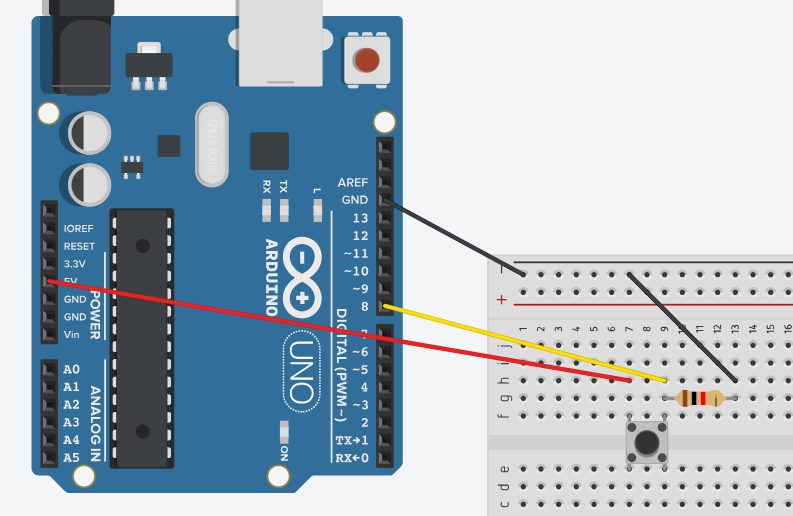 SPK16.000G
AREF
GND
RX
TX
L
13
12
~11
~10
~9
8
IOREF
RESET
3.3V
5V
GND
GND
Vin
POWER
ARDUINO
UNO
DIGITAL (PWM~)
7
~6
~5
4
~3
2
TX→1
RX←0
A0
A1
A2
A3
A4
A5
ANALOG IN
ON
−
+
1 2 3 4 5 6 7 8 9 10 11 12 13 14 15 16
j
i
h
g
f
e
d
c